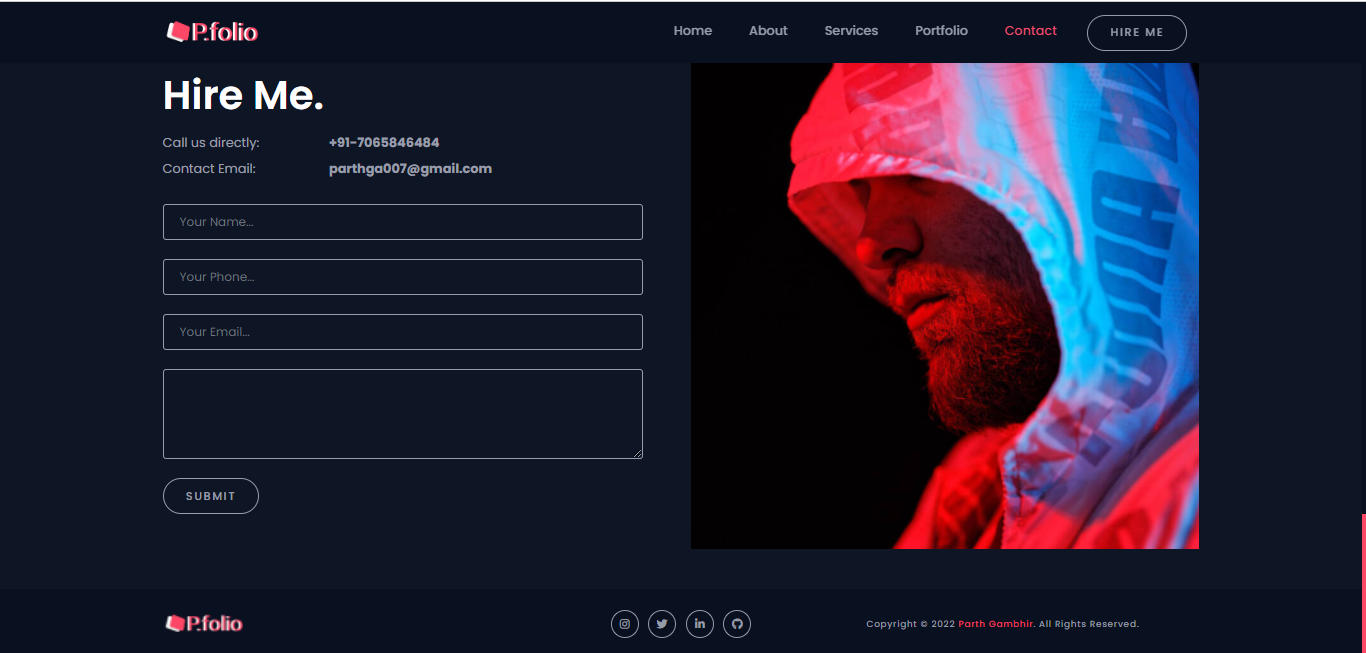 P.folio
Home About Services Portfolio Contact HIRE ME
Hire Me.
Call us directly: +91-7065846484
Contact Email: parthga007@gmail.com
Your Name...
Your Phone...
Your Email...
SUBMIT
P.folio
Copyright © 2022 Parth Gambhir. All Rights Reserved.